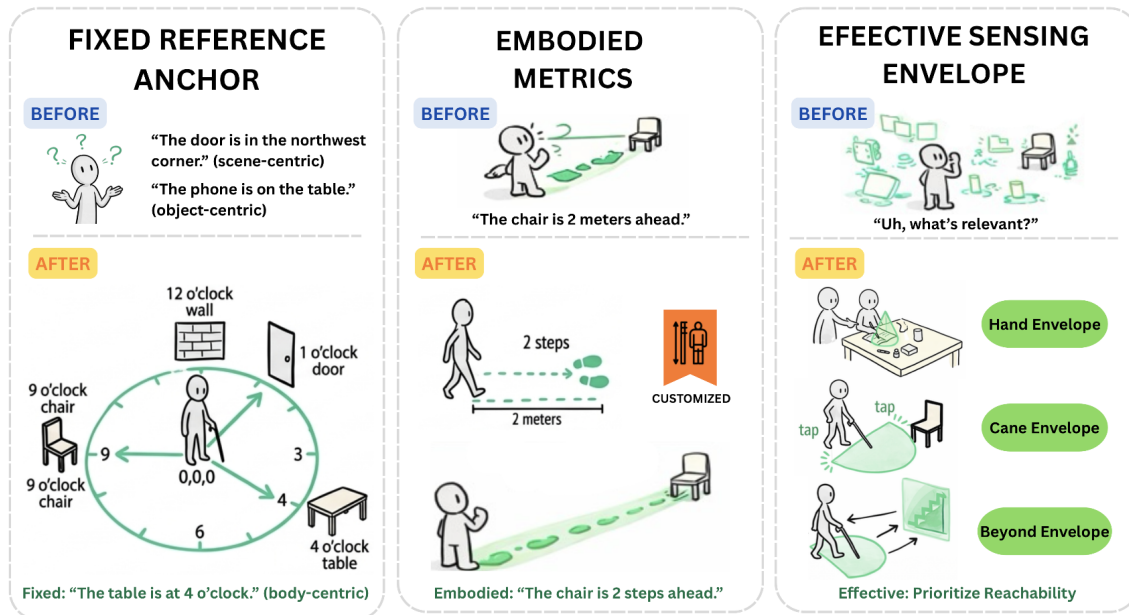 FIXED REFERENCE
ANCHOR
BEFORE
? ? ?
“The door is in the northwest
corner.” (scene-centric)
“The phone is on the table.”
(object-centric)
AFTER
12 o'clock
wall
1 o'clock
door
9 o'clock
chair
9
3
0,0,0
4
9 o'clock
chair
6
4 o'clock
table
Fixed: “The table is at 4 o’clock.” (body-centric)
EMBODIED
METRICS
BEFORE
“The chair is 2 meters ahead.”
AFTER
2 steps
2 meters
CUSTOMIZED
Embodied: “The chair is 2 steps ahead.”
EFEECTIVE SENSING
ENVELOPE
BEFORE
“Uh, what’s relevant?”
AFTER
Hand Envelope
tap
tap
Cane Envelope
Beyond Envelope
Effective: Prioritize Reachability